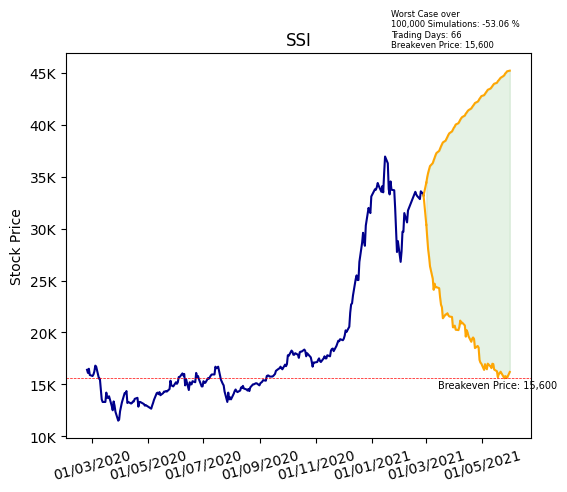 Worst Case over
100,000 Simulations: -53.06 %
Trading Days: 66
Breakeven Price: 15,600
SSI
Stock Price
45K
40K
35K
30K
25K
20K
15K
10K
Breakeven Price: 15,600
01/03/2020
01/05/2020
01/07/2020
01/09/2020
01/11/2020
01/01/2021
01/03/2021
01/05/2021